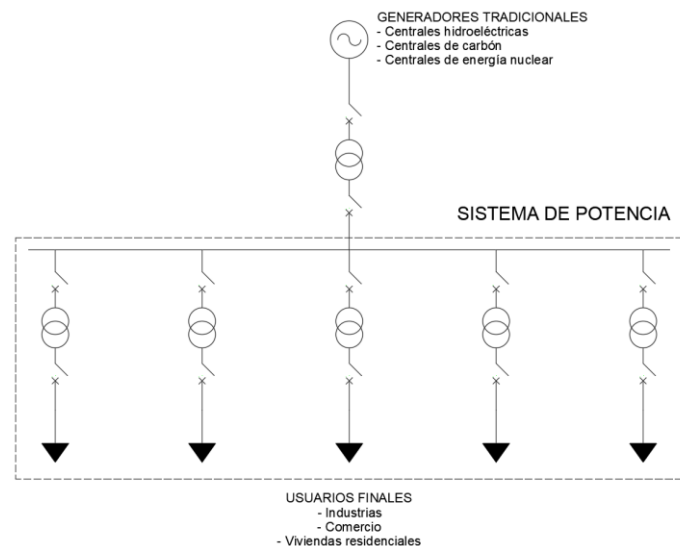 GENERADORES TRADICIONALES
- Centrales hidroeléctricas
- Centrales de carbón
- Centrales de energía nuclear
SISTEMA DE POTENCIA
USUARIOS FINALES
- Industrias
- Comercio
- Viviendas residenciales